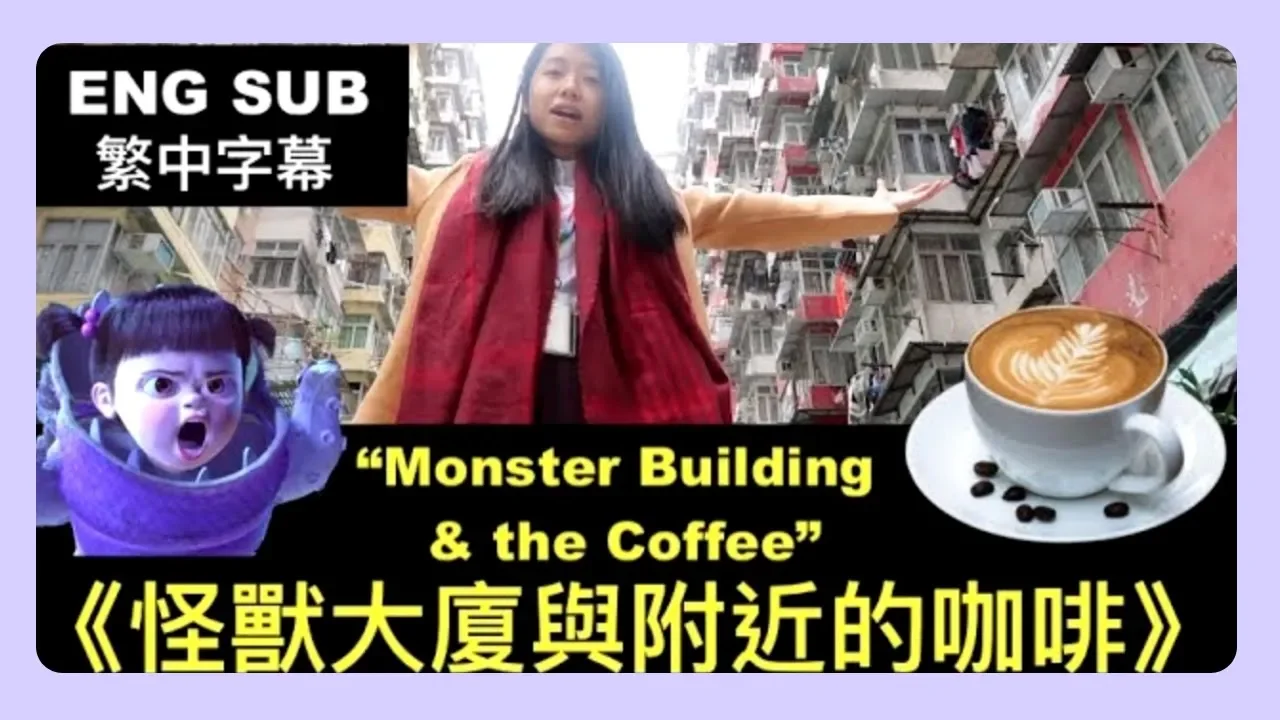 ENG SUB
繁中字幕
“Monster Building
& the Coffee”
《怪獸大廈與附近的咖啡》